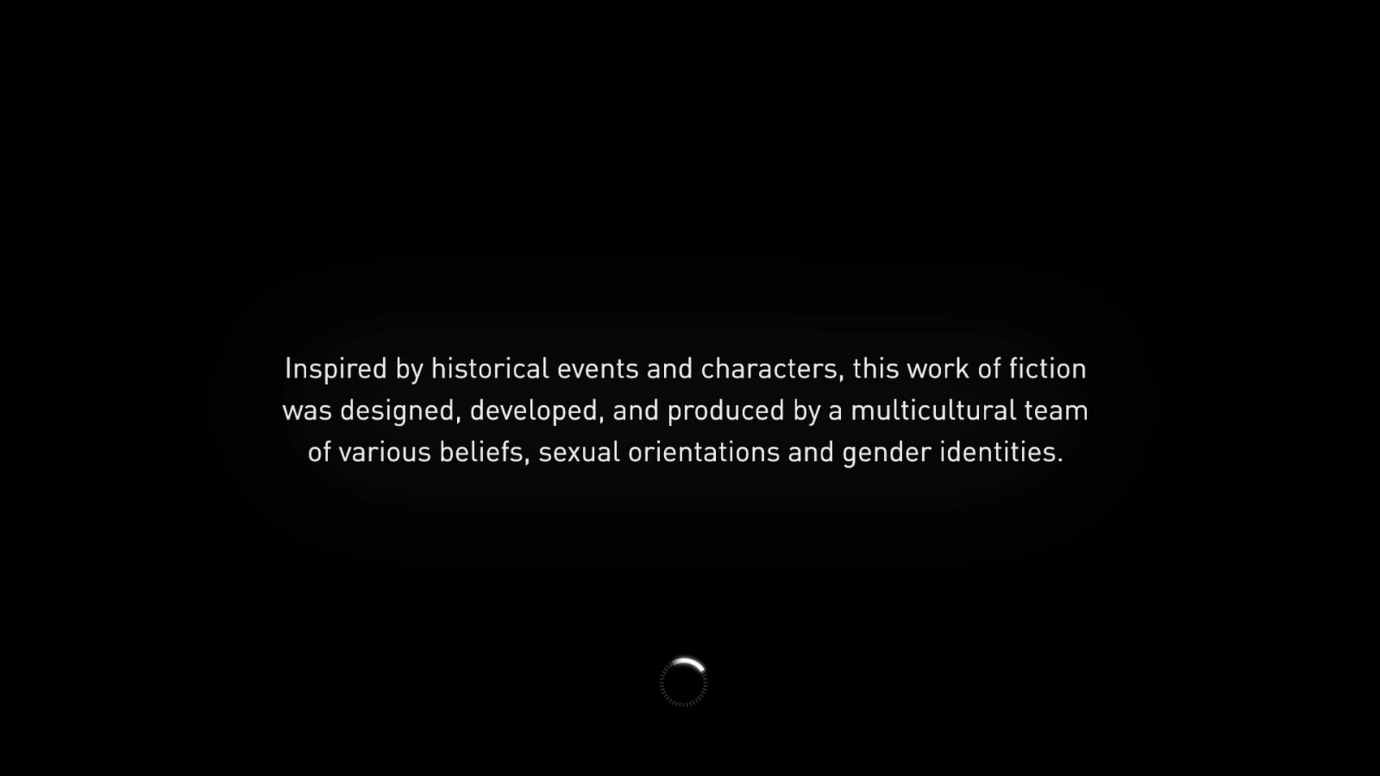 Inspired by historical events and characters, this work of fiction
was designed, developed, and produced by a multicultural team
of various beliefs, sexual orientations and gender identities.